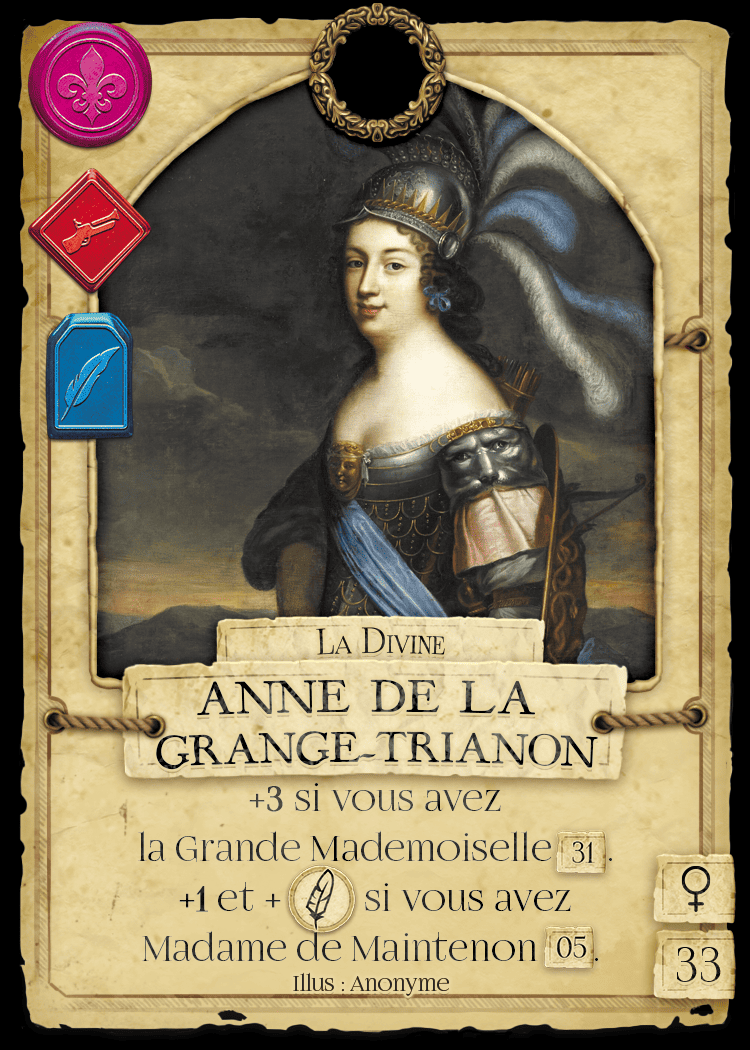 La Divine
ANNE DE LA
GRANGE-TRIANON
+3 si vous avez
la Grande Mademoiselle 31.
+1 et + si vous avez
Madame de Maintenon 05.
Illus : Anonyme
♀
33